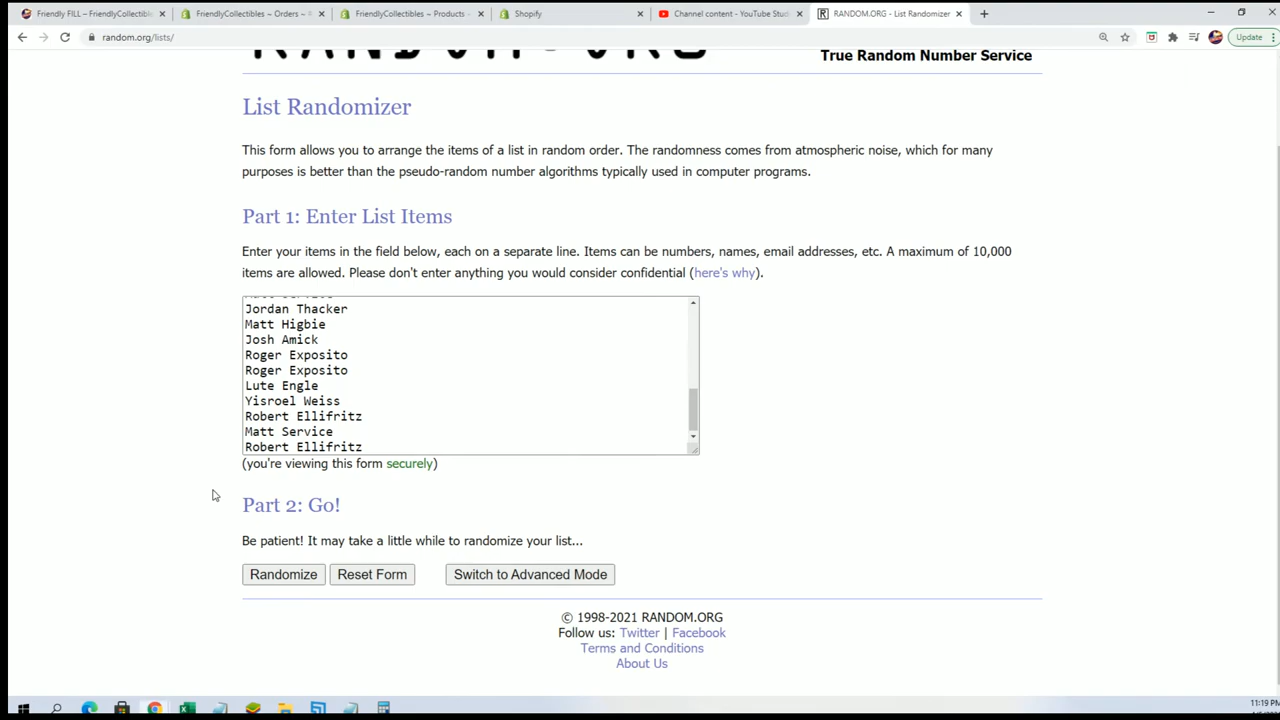 Friendly FILL – FriendlyCollectible
FriendlyCollectibles ~ Orders ~
FriendlyCollectibles ~ Products -
Shopify
Channel content - YouTube Stud
RANDOM.ORG - List Randomizer
random.org/lists/
Update
RANDOM.ORG
True Random Number Service
List Randomizer
This form allows you to arrange the items of a list in random order. The randomness comes from atmospheric noise, which for many
purposes is better than the pseudo-random number algorithms typically used in computer programs.
Part 1: Enter List Items
Enter your items in the field below, each on a separate line. Items can be numbers, names, email addresses, etc. A maximum of 10,000
items are allowed. Please don't enter anything you would consider confidential (here's why).
Jordan Thacker
Matt Higbie
Josh Amick
Roger Exposito
Roger Exposito
Lute Engle
Yisroel Weiss
Robert Ellifritz
Matt Service
Robert Ellifritz
(you're viewing this form securely)
Part 2: Go!
Be patient! It may take a little while to randomize your list...
Randomize Reset Form Switch to Advanced Mode
© 1998-2021 RANDOM.ORG
Follow us: Twitter | Facebook
Terms and Conditions
About Us
11:19 PM